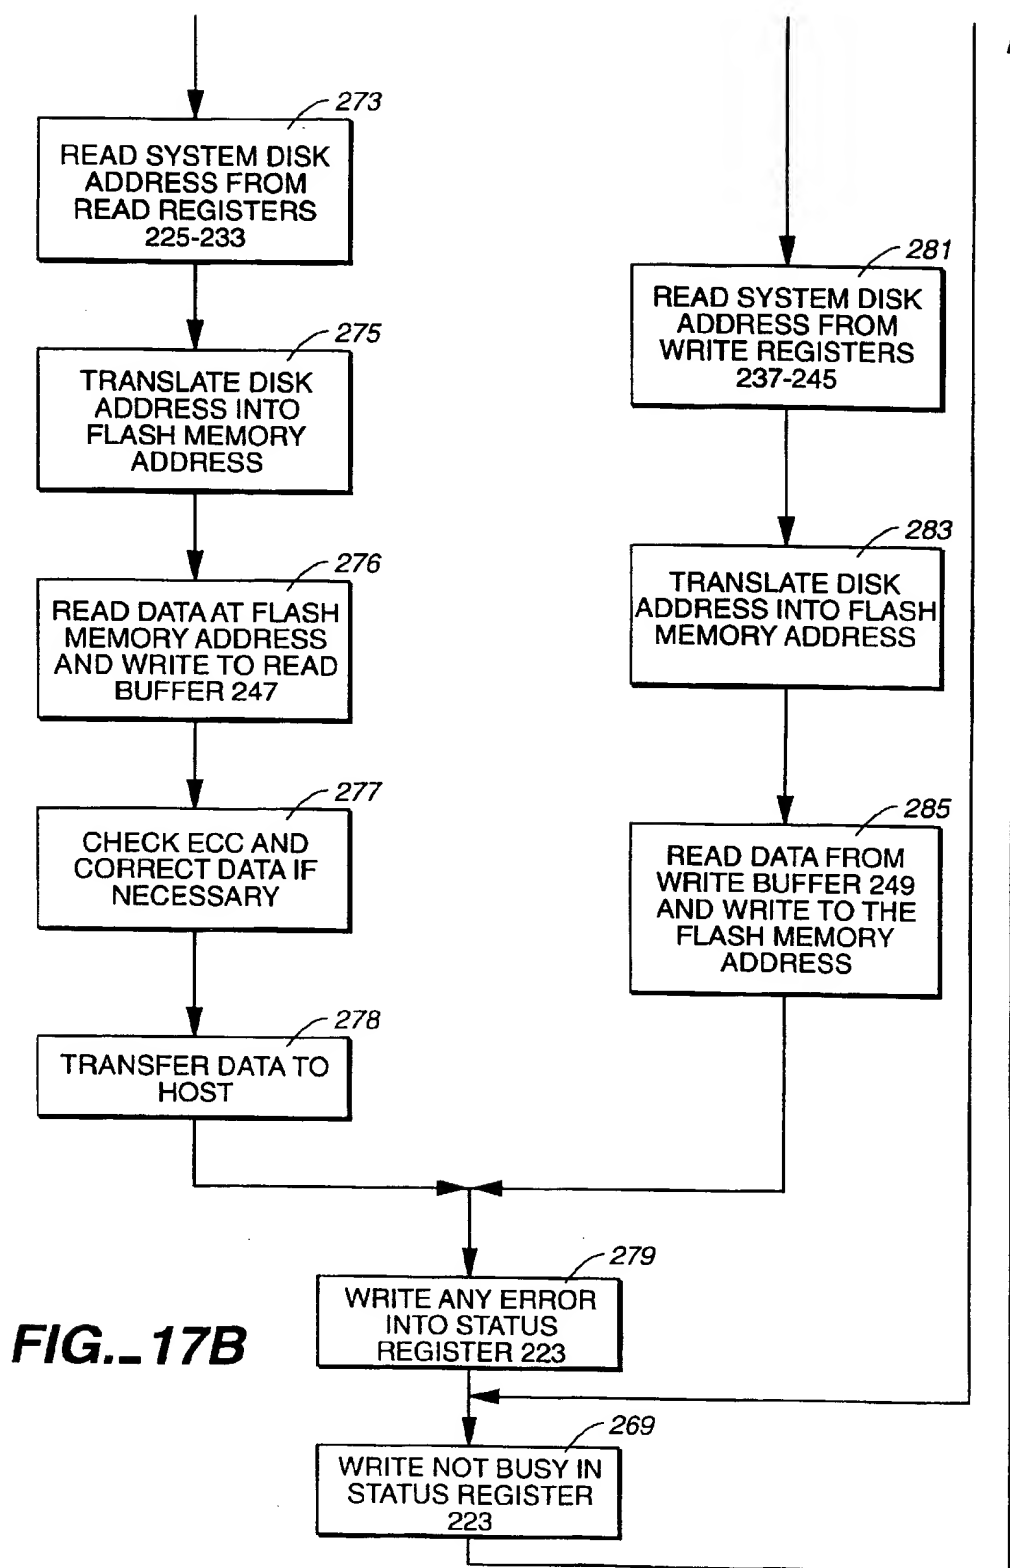 273
READ SYSTEM DISK
ADDRESS FROM
READ REGISTERS
225-233
275
TRANSLATE DISK
ADDRESS INTO
FLASH MEMORY
ADDRESS
276
READ DATA AT FLASH
MEMORY ADDRESS
AND WRITE TO READ
BUFFER 247
277
CHECK ECC AND
CORRECT DATA IF
NECESSARY
278
TRANSFER DATA TO
HOST
281
READ SYSTEM DISK
ADDRESS FROM
WRITE REGISTERS
237-245
283
TRANSLATE DISK
ADDRESS INTO FLASH
MEMORY ADDRESS
285
READ DATA FROM
WRITE BUFFER 249
AND WRITE TO THE
FLASH MEMORY
ADDRESS
279
WRITE ANY ERROR
INTO STATUS
REGISTER 223
269
WRITE NOT BUSY IN
STATUS REGISTER
223
FIG._17B